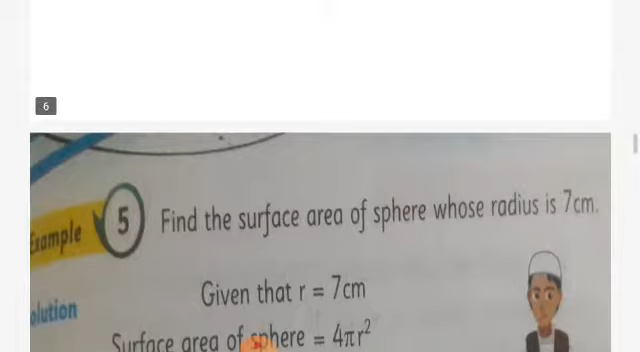 6
Example 5 Find the surface area of sphere whose radius is 7cm.
Given that r = 7cm
olution
Surface area of sphere = 4πr²